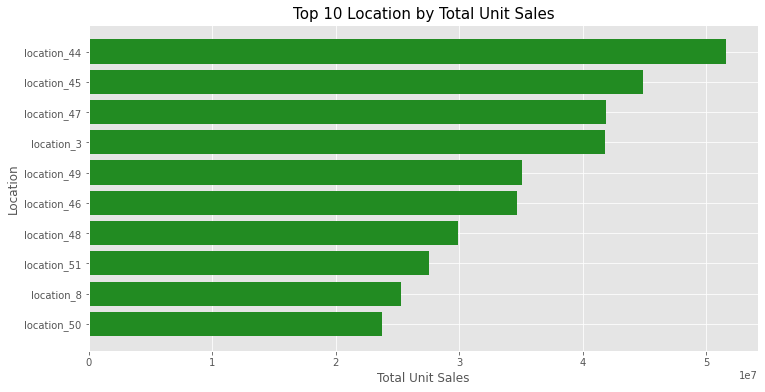 Top 10 Location by Total Unit Sales
Location
location_44
location_45
location_47
location_3
location_49
location_46
location_48
location_51
location_8
location_50
0 1 2 3 4 5
1e7
Total Unit Sales